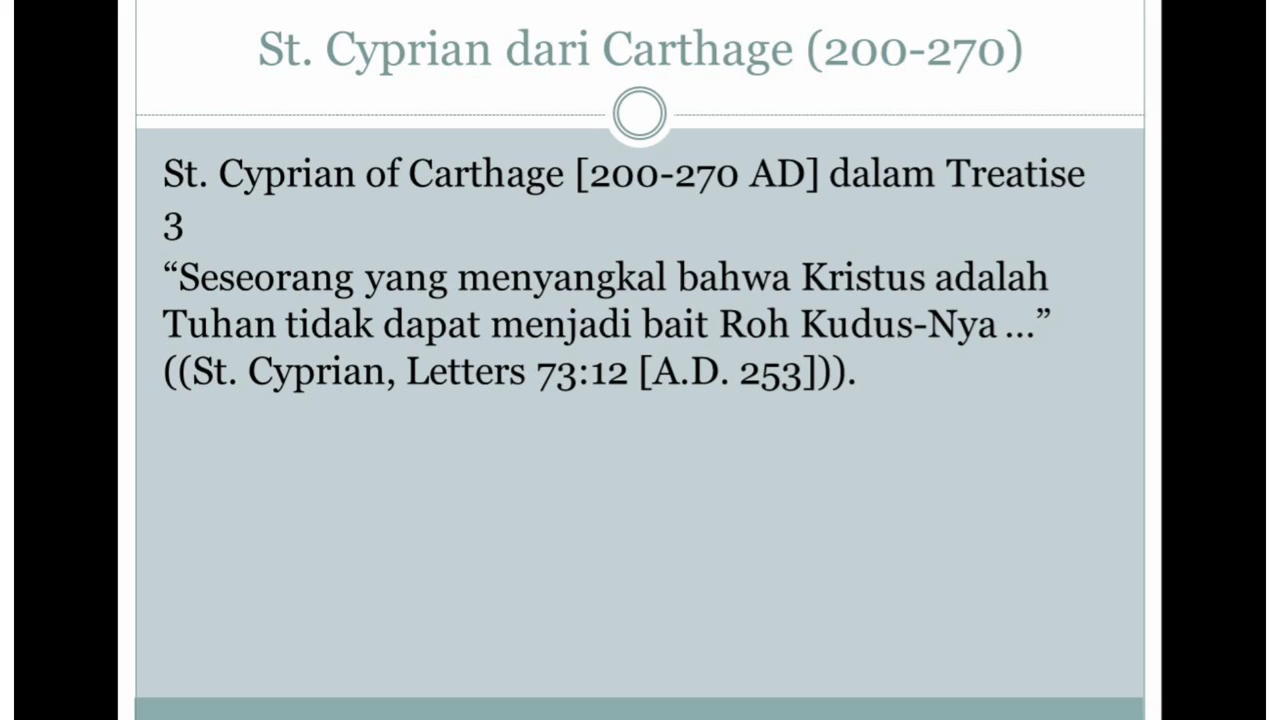 St. Cyprian dari Carthage (200-270)
St. Cyprian of Carthage [200-270 AD] dalam Treatise
3
“Seseorang yang menyangkal bahwa Kristus adalah
Tuhan tidak dapat menjadi bait Roh Kudus-Nya ...”
((St. Cyprian, Letters 73:12 [A.D. 253])).